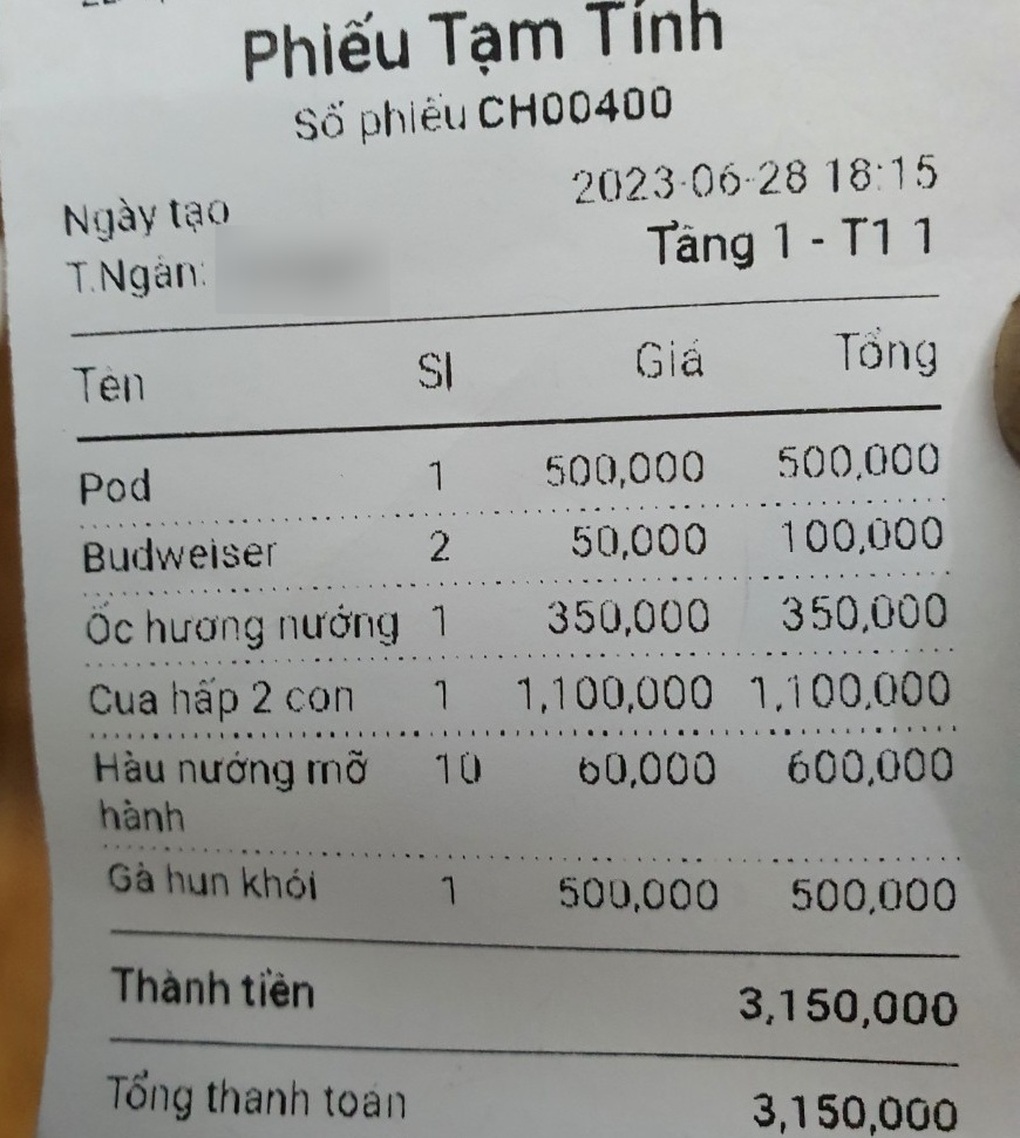 Phiếu Tạm Tính
Số phiếu CH00400
Ngày tạo 2023-06-28 18:15
T.Ngân: Tầng 1 - T1 1
Tên Sl Giá Tổng
Pod 1 500,000 500,000
Budweiser 2 50,000 100,000
Ốc hương nướng 1 350,000 350,000
Cua hấp 2 con 1 1,100,000 1,100,000
Hàu nướng mỡ 10 60,000 600,000
hành
Gà hun khói 1 500,000 500,000
Thành tiền 3,150,000
Tổng thanh toán 3,150,000